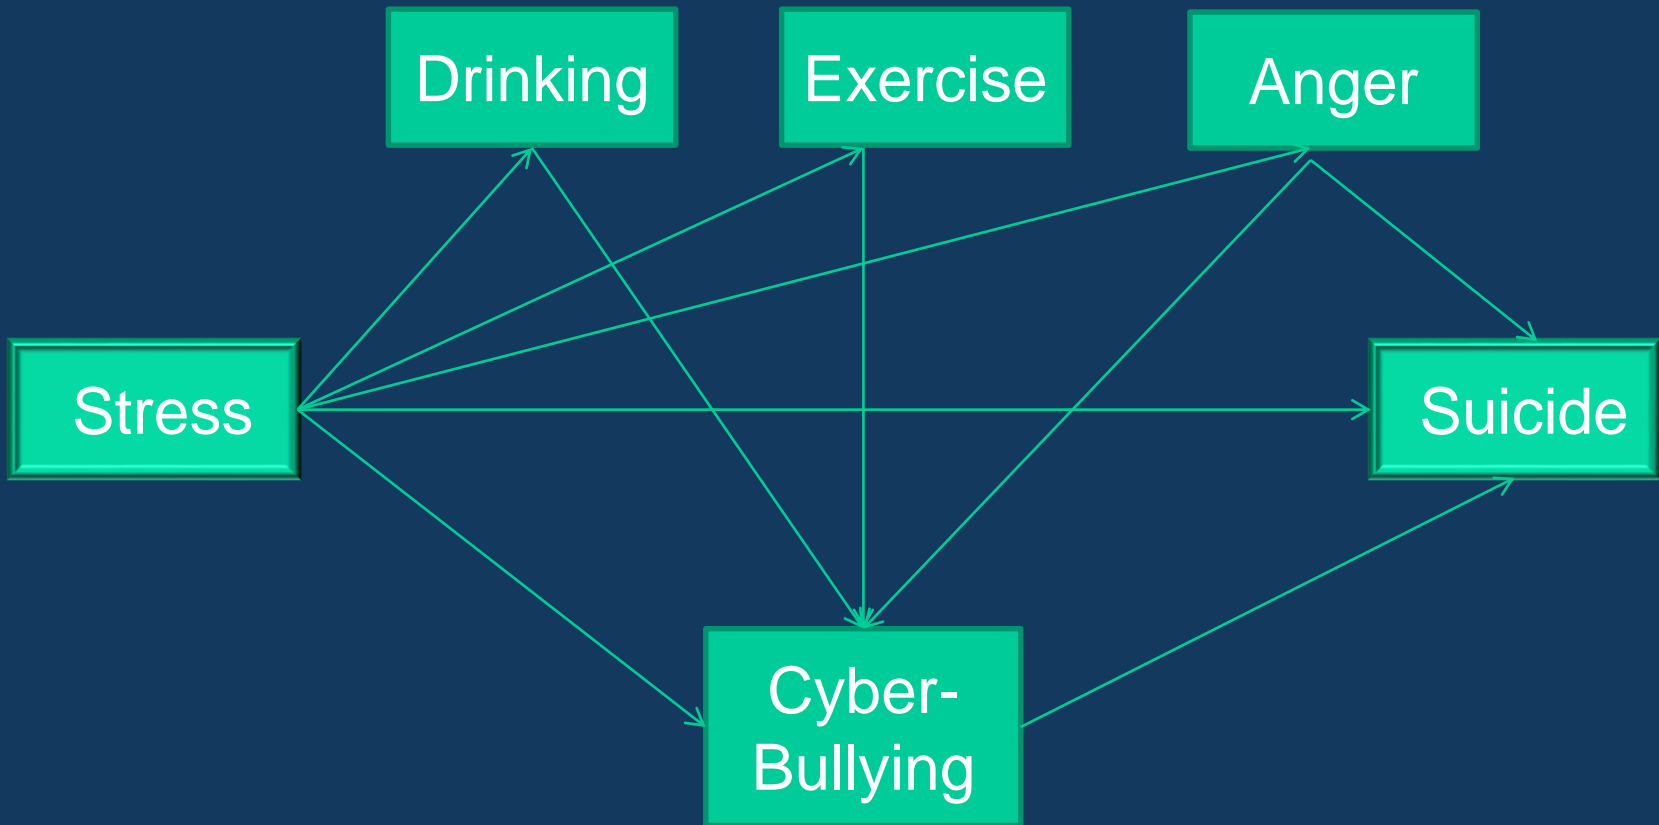 Drinking
Exercise
Anger
Stress
Suicide
Cyber-
Bullying